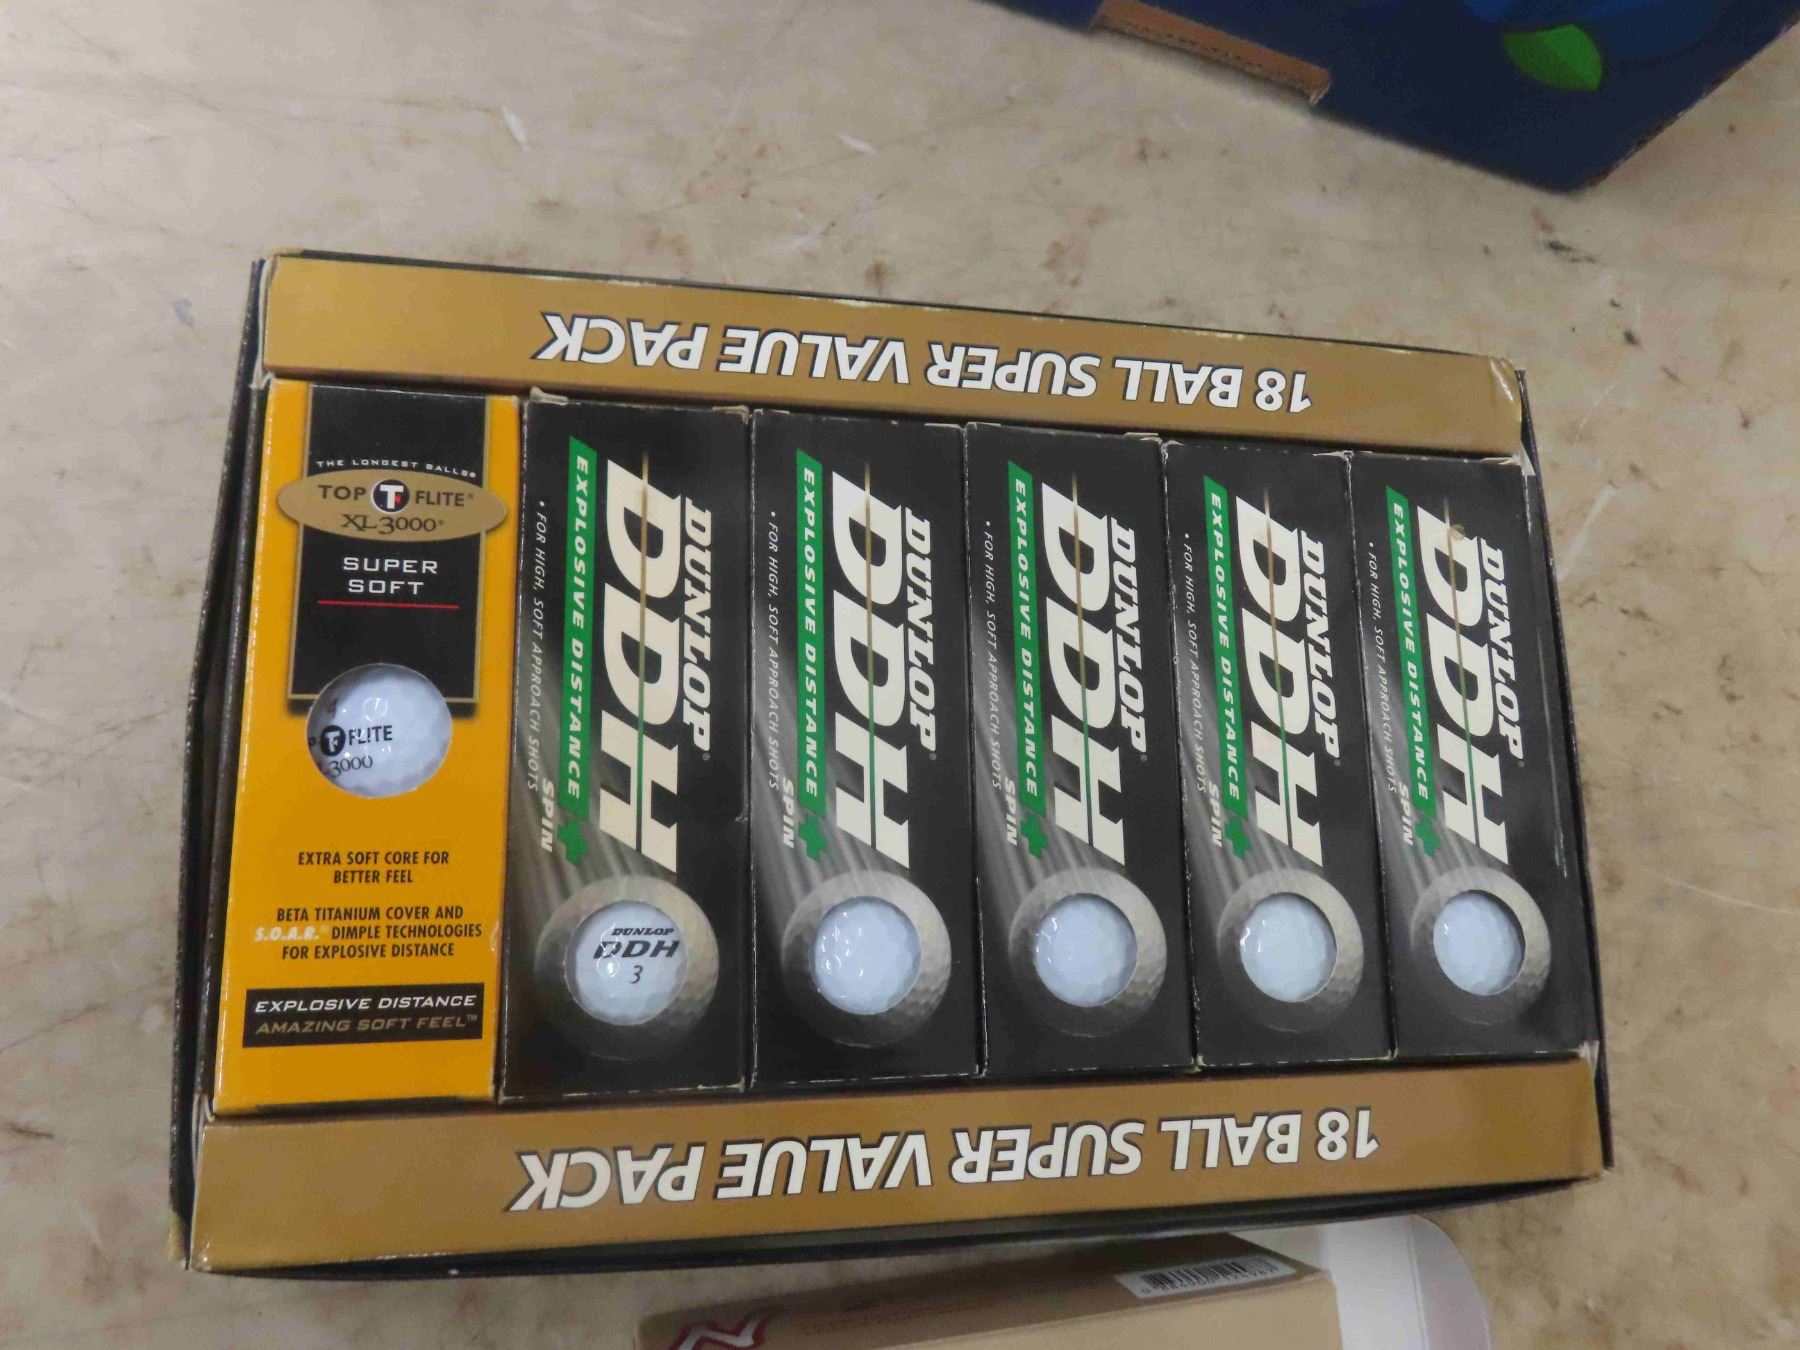 18 BALL SUPER VALUE PACK
THE LONGEST BALLS®
TOP T FLITE®
XL3000®
SUPER
SOFT
FLITE
3000
EXTRA SOFT CORE FOR
BETTER FEEL
BETA TITANIUM COVER AND
S.O.A.R.™ DIMPLE TECHNOLOGIES
FOR EXPLOSIVE DISTANCE
EXPLOSIVE DISTANCE
AMAZING SOFT FEEL™
DUNLOP®
DDH
EXPLOSIVE DISTANCE + SPIN
• FOR HIGH, SOFT APPROACH SHOTS
DUNLOP
DDH
3
DUNLOP®
DDH
EXPLOSIVE DISTANCE + SPIN
• FOR HIGH, SOFT APPROACH SHOTS
DUNLOP®
DDH
EXPLOSIVE DISTANCE + SPIN
• FOR HIGH, SOFT APPROACH SHOTS
DUNLOP®
DDH
EXPLOSIVE DISTANCE + SPIN
• FOR HIGH, SOFT APPROACH SHOTS
DUNLOP®
DDH
EXPLOSIVE DISTANCE + SPIN
• FOR HIGH, SOFT APPROACH SHOTS
18 BALL SUPER VALUE PACK